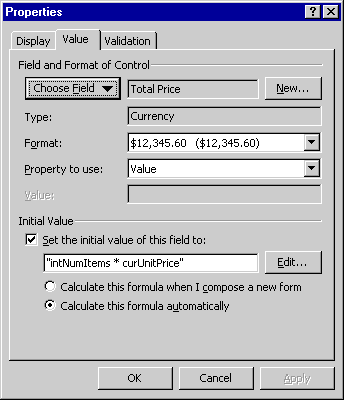 Properties
Display Value Validation
Field and Format of Control
Choose Field Total Price New...
Type: Currency
Format: $12,345.60 ($12,345.60)
Property to use: Value
Value:
Initial Value
Set the initial value of this field to:
"intNumItems * curUnitPrice" Edit...
Calculate this formula when I compose a new form
Calculate this formula automatically
OK Cancel Apply